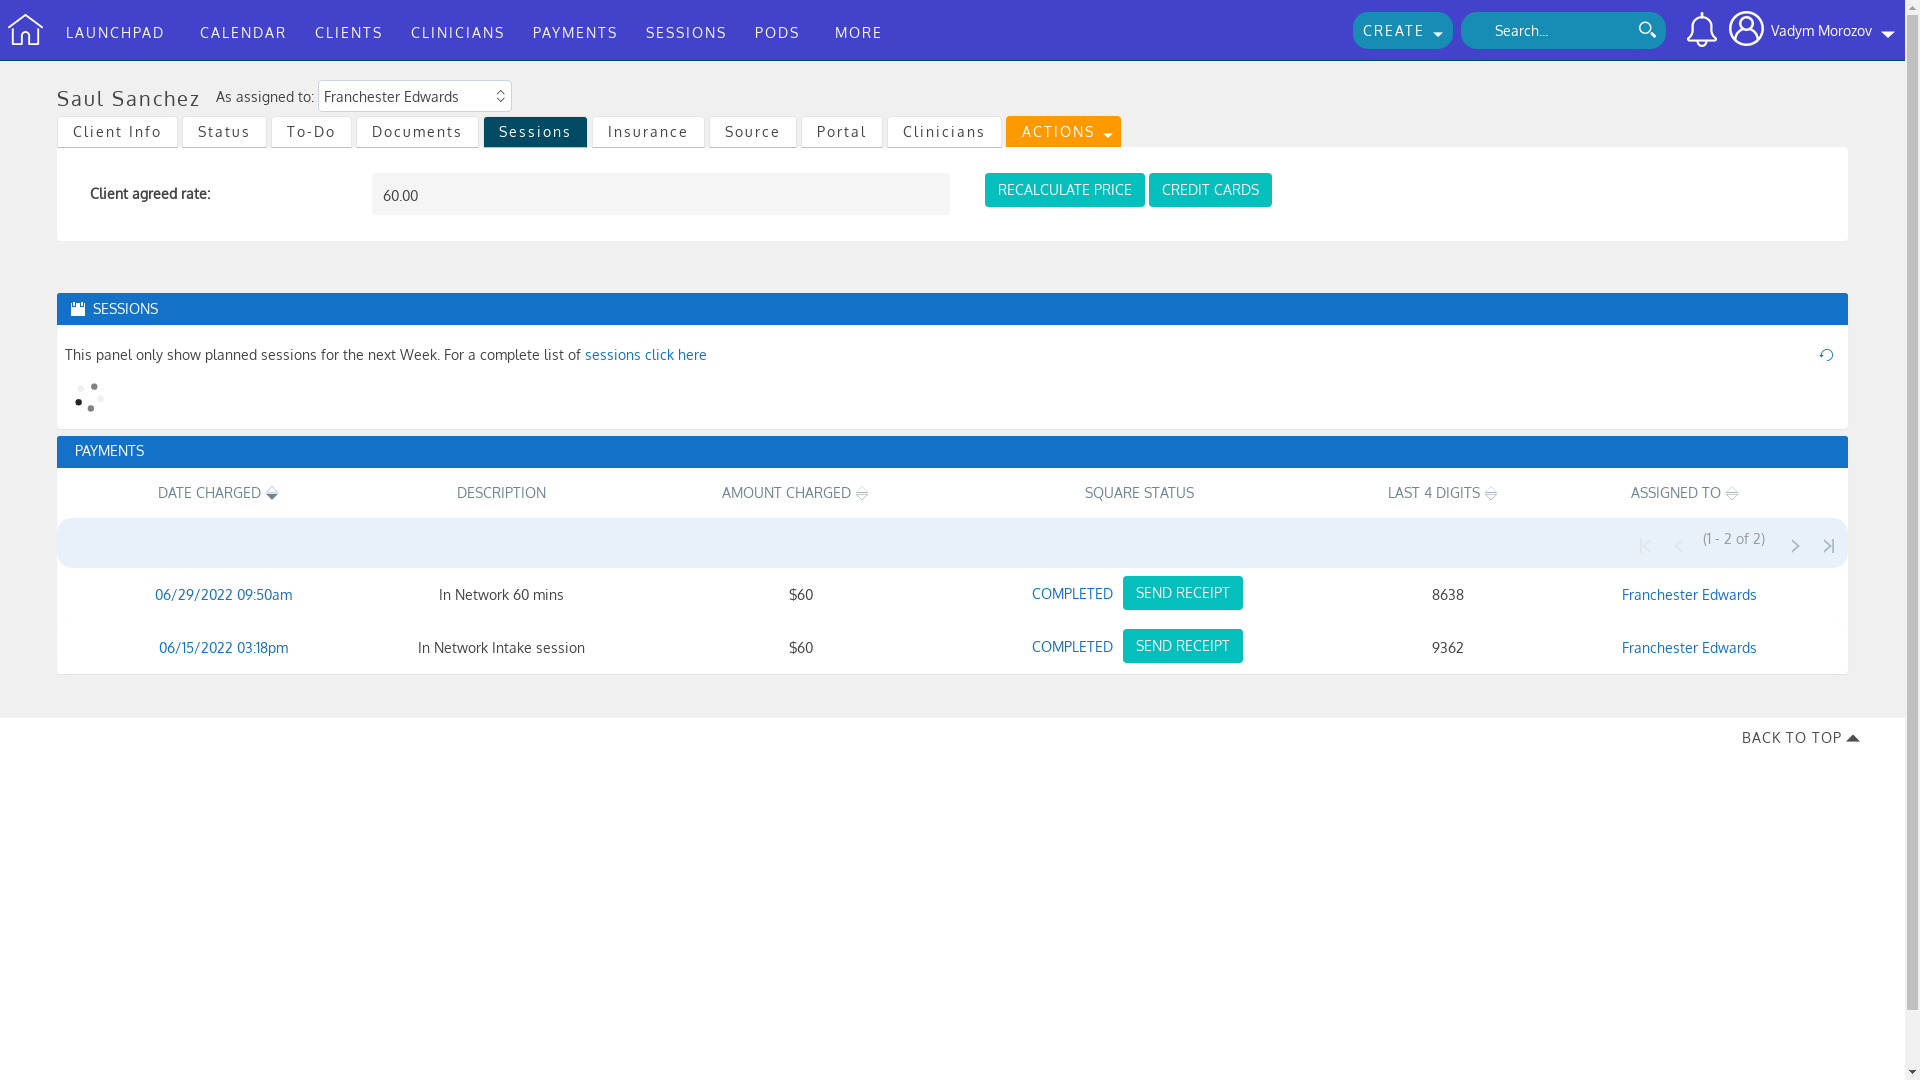 LAUNCHPAD CALENDAR CLIENTS CLINICIANS PAYMENTS SESSIONS PODS MORE CREATE Search... Vadym Morozov
Saul Sanchez As assigned to: Franchester Edwards
Client Info Status To-Do Documents Sessions Insurance Source Portal Clinicians ACTIONS
Client agreed rate: 60.00 RECALCULATE PRICE CREDIT CARDS
SESSIONS
This panel only show planned sessions for the next Week. For a complete list of sessions click here
PAYMENTS
DATE CHARGED DESCRIPTION AMOUNT CHARGED SQUARE STATUS LAST 4 DIGITS ASSIGNED TO
(1 - 2 of 2)
06/29/2022 09:50am In Network 60 mins $60 COMPLETED SEND RECEIPT 8638 Franchester Edwards
06/15/2022 03:18pm In Network Intake session $60 COMPLETED SEND RECEIPT 9362 Franchester Edwards
BACK TO TOP